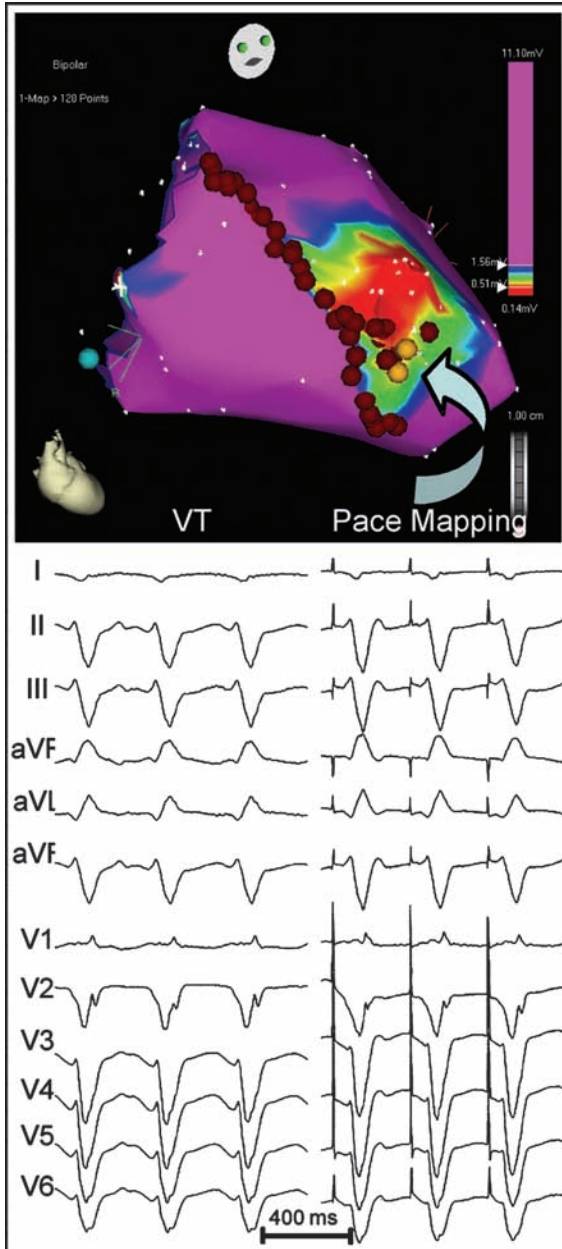 Bipolar
1-Map > 120 Points
11.10mV
1.56mV
0.51mV
0.14mV
1.00 cm
VT Pace Mapping
I
II
III
aVF
aVL
aVF
V1
V2
V3
V4
V5
V6
400 ms